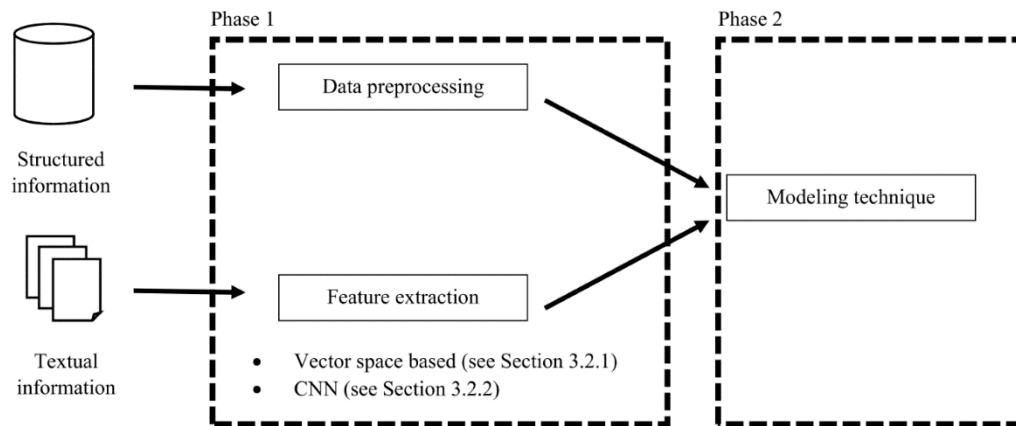 Phase 1
Phase 2
Data preprocessing
Structured
information
Modeling technique
Feature extraction
Textual
information
• Vector space based (see Section 3.2.1)
• CNN (see Section 3.2.2)